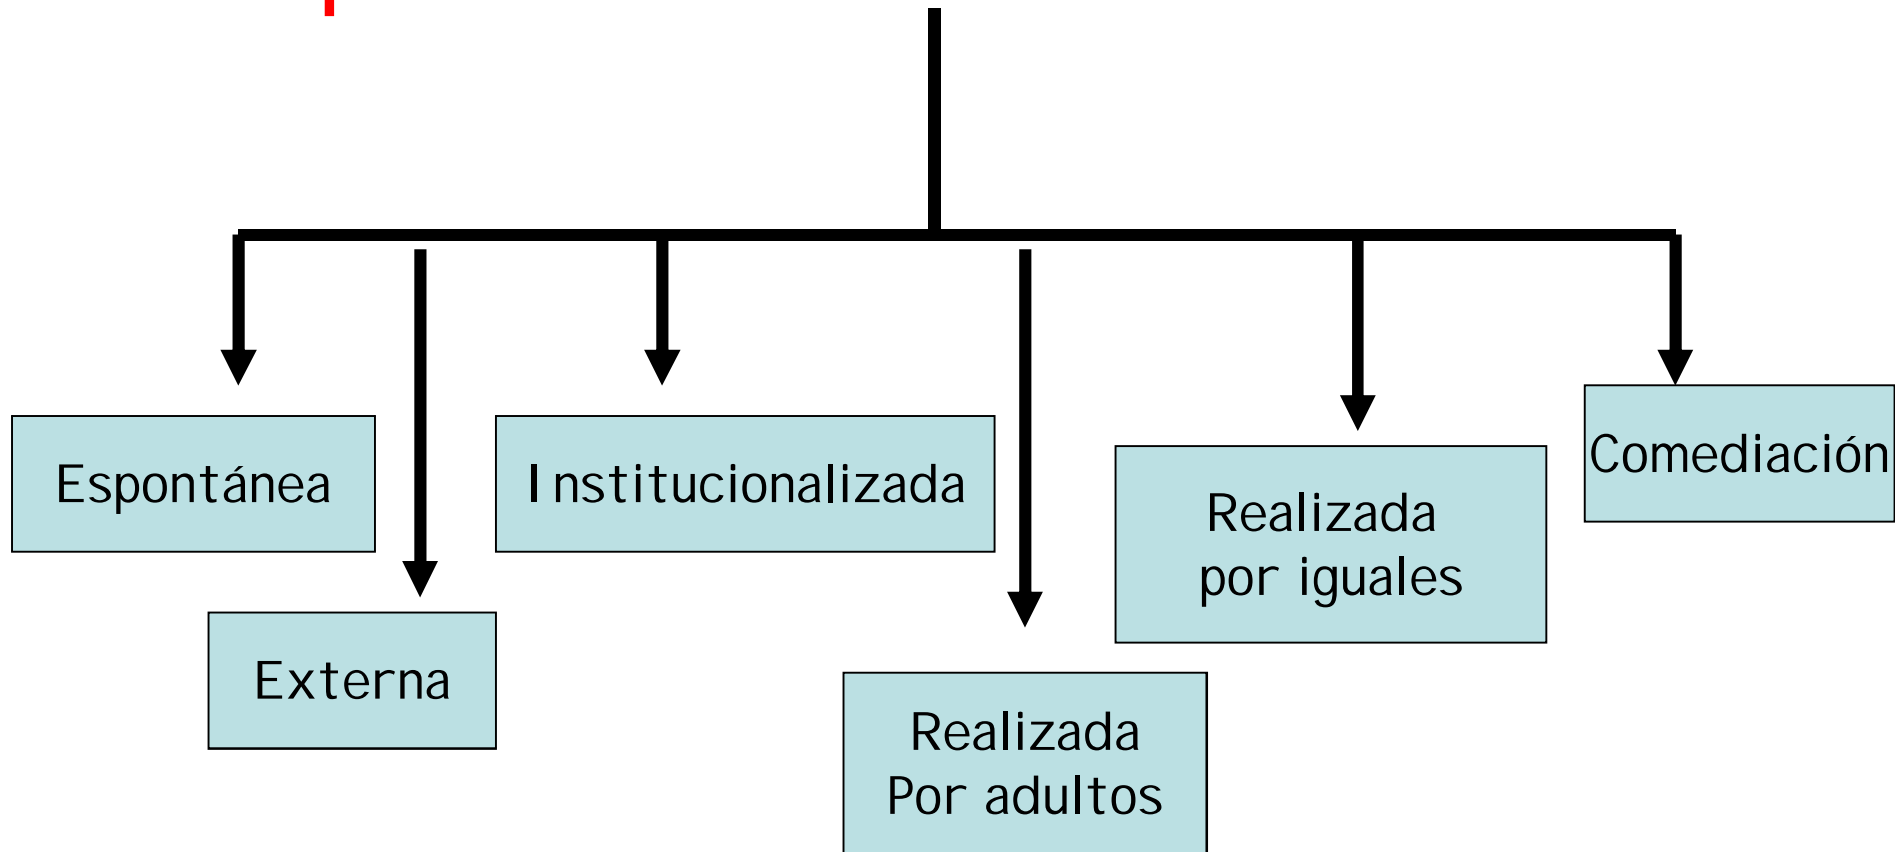 Espontánea
Externa
Institucionalizada
Realizada
Por adultos
Realizada
por iguales
Comediación